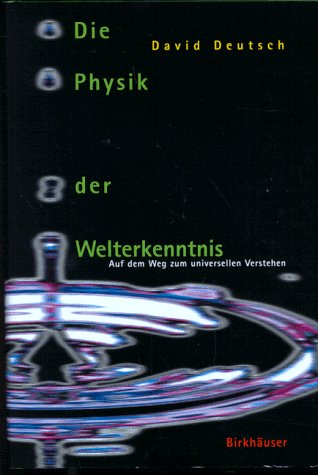 Die
David Deutsch
Physik
der
Welterkenntnis
Auf dem Weg zum universellen Verstehen
Birkhäuser